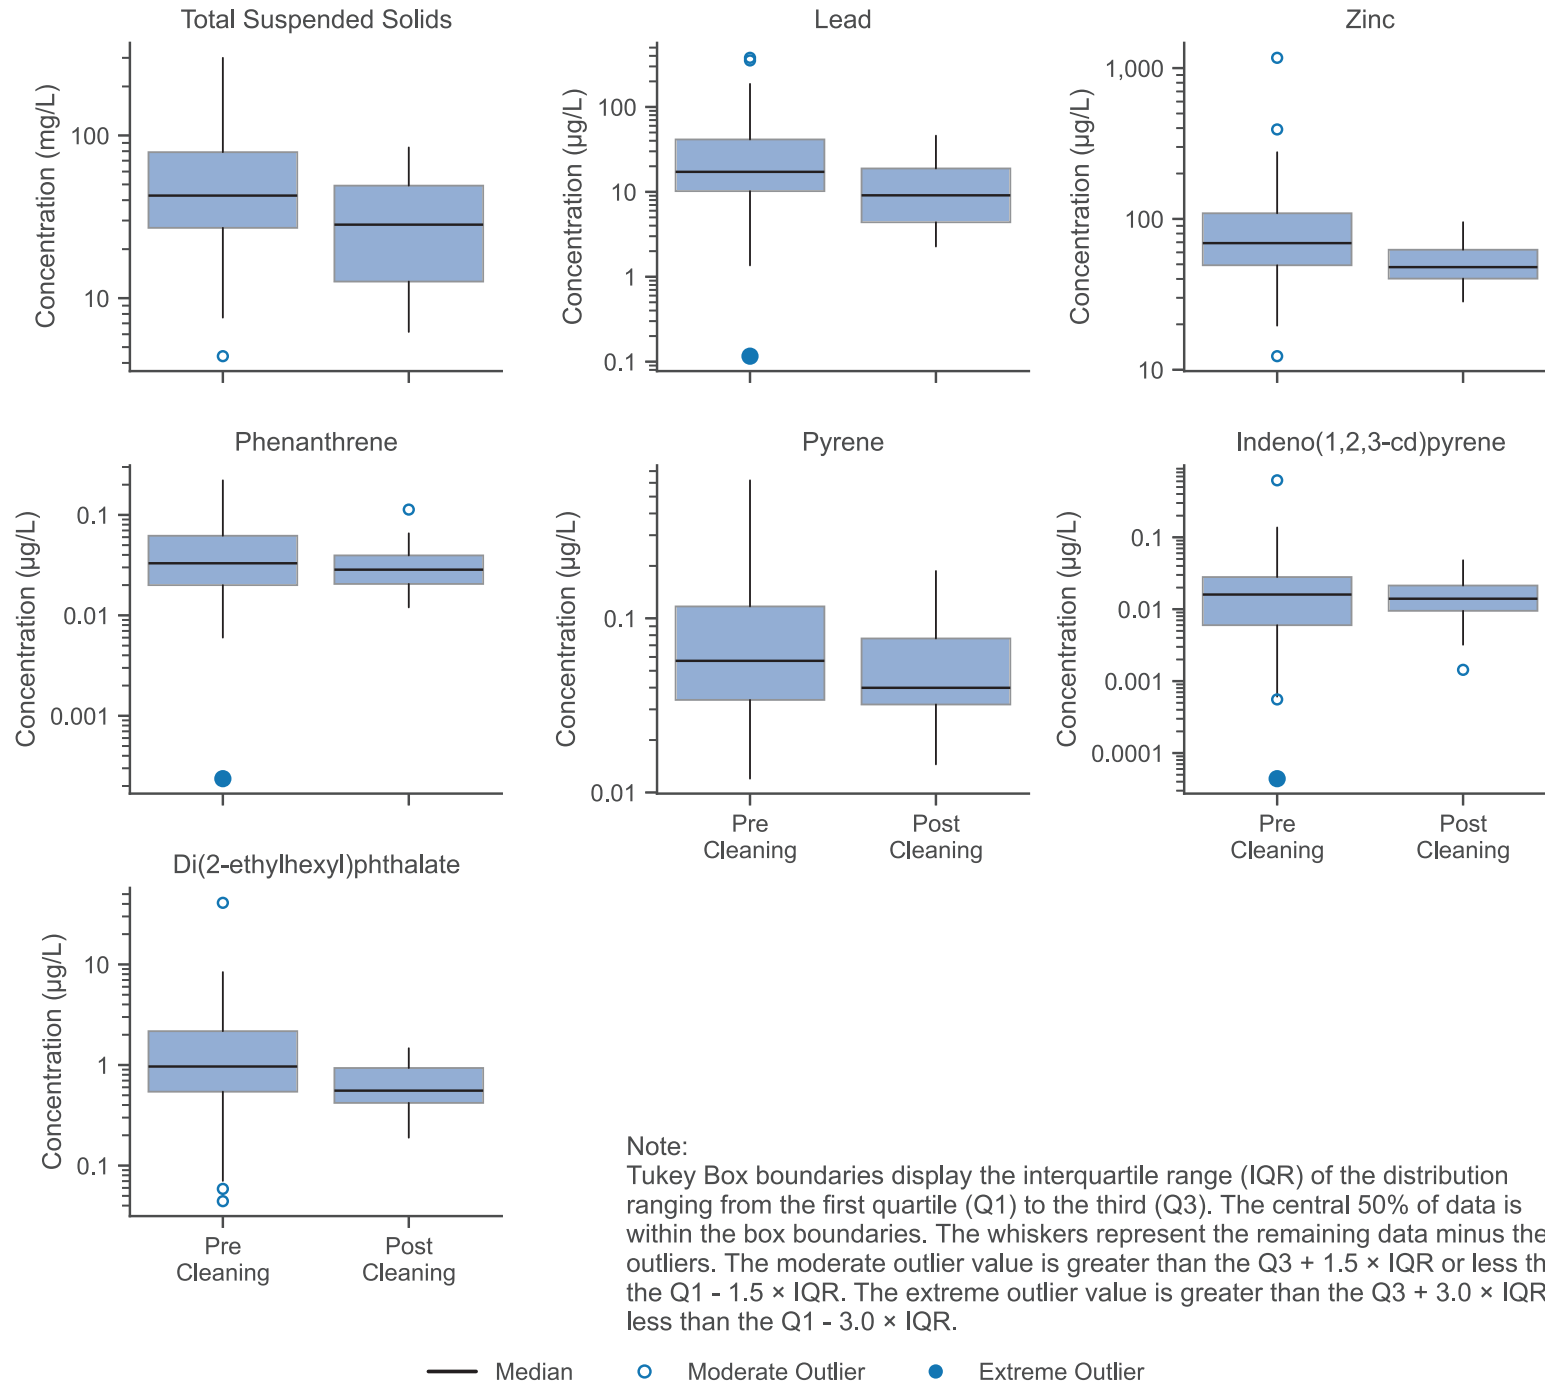 Total Suspended Solids
Concentration (mg/L)
100
10
Lead
Concentration (µg/L)
100
10
1
0.1
Zinc
Concentration (µg/L)
1,000
100
10
Phenanthrene
Concentration (µg/L)
0.1
0.01
0.001
Pyrene
Concentration (µg/L)
0.1
0.01
Pre
Cleaning
Post
Cleaning
Indeno(1,2,3-cd)pyrene
Concentration (µg/L)
0.1
0.01
0.001
0.0001
Pre
Cleaning
Post
Cleaning
Di(2-ethylhexyl)phthalate
Concentration (µg/L)
10
1
0.1
Pre
Cleaning
Post
Cleaning
Note:
Tukey Box boundaries display the interquartile range (IQR) of the distribution
ranging from the first quartile (Q1) to the third (Q3). The central 50% of data is
within the box boundaries. The whiskers represent the remaining data minus the
outliers. The moderate outlier value is greater than the Q3 + 1.5 × IQR or less th
the Q1 - 1.5 × IQR. The extreme outlier value is greater than the Q3 + 3.0 × IQR
less than the Q1 - 3.0 × IQR.
Median
Moderate Outlier
Extreme Outlier